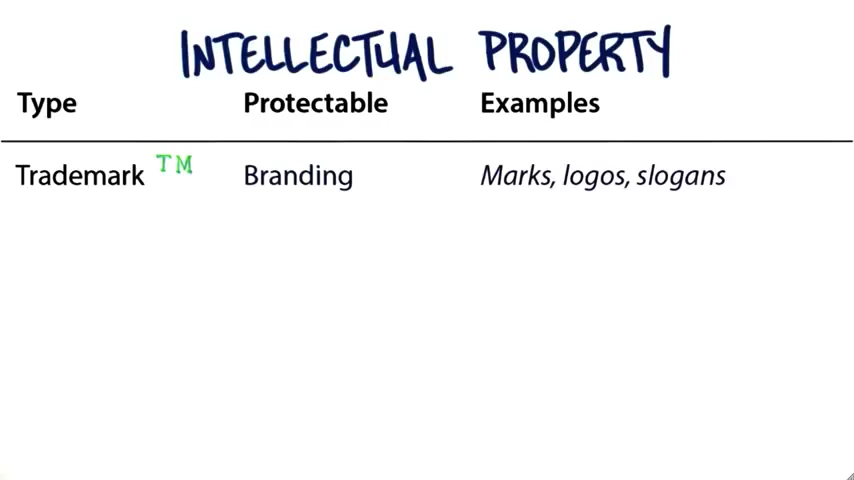 INTELLECTUAL PROPERTY
Type Protectable Examples
Trademark TM Branding Marks, logos, slogans